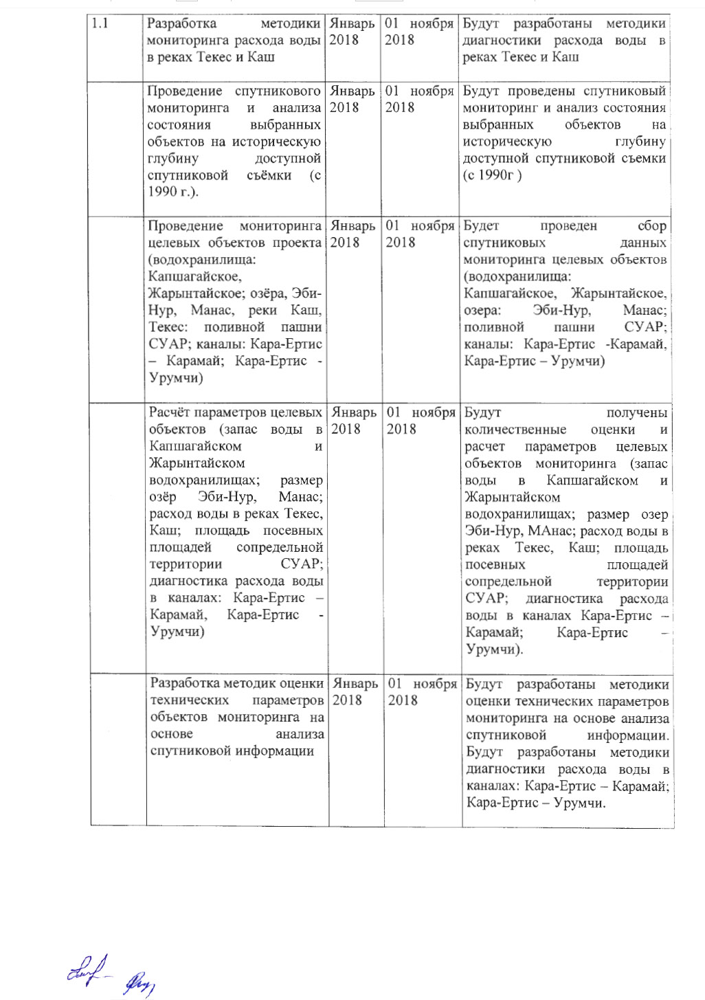 1.1
Разработка методики
мониторинга расхода воды
в реках Текес и Каш
Январь
2018
01 ноября
2018
Будут разработаны методики
диагностики расхода воды в
реках Текес и Каш
Проведение спутникового
мониторинга и анализа
состояния выбранных
объектов на историческую
глубину доступной
спутниковой съёмки (с
1990 г.).
Январь
2018
01 ноября
2018
Будут проведены спутниковый
мониторинг и анализ состояния
выбранных объектов на
историческую глубину
доступной спутниковой съемки
(с 1990г )
Проведение мониторинга
целевых объектов проекта
(водохранилища:
Капшагайское,
Жарынтайское; озёра, Эби-
Нур, Манас, реки Каш,
Текес: поливной пашни
СУАР; каналы: Кара-Ертис
– Карамай; Кара-Ертис -
Урумчи)
Январь
2018
01 ноября
2018
Будет проведен сбор
спутниковых данных
мониторинга целевых объектов
(водохранилища:
Капшагайское, Жарынтайское,
озера: Эби-Нур, Манас;
поливной пашни СУАР;
каналы: Кара-Ертис -Карамай,
Кара-Ертис – Урумчи)
Расчёт параметров целевых
объектов (запас воды в
Капшагайском и
Жарынтайском
водохранилищах; размер
озёр Эби-Нур, Манас;
расход воды в реках Текес,
Каш; площадь посевных
площадей сопредельной
территории СУАР;
диагностика расхода воды
в каналах: Кара-Ертис –
Карамай, Кара-Ертис -
Урумчи)
Январь
2018
01 ноября
2018
Будут получены
количественные оценки и
расчет параметров целевых
объектов мониторинга (запас
воды в Капшагайском и
Жарынтайском
водохранилищах; размер озер
Эби-Нур, МАнас; расход воды в
реках Текес, Каш; площадь
посевных площадей
сопредельной территории
СУАР; диагностика расхода
воды в каналах Кара-Ертис –
Карамай; Кара-Ертис –
Урумчи).
Разработка методик оценки
технических параметров
объектов мониторинга на
основе анализа
спутниковой информации
Январь
2018
01 ноября
2018
Будут разработаны методики
оценки технических параметров
мониторинга на основе анализа
спутниковой информации.
Будут разработаны методики
диагностики расхода воды в
каналах: Кара-Ертис – Карамай;
Кара-Ертис – Урумчи.